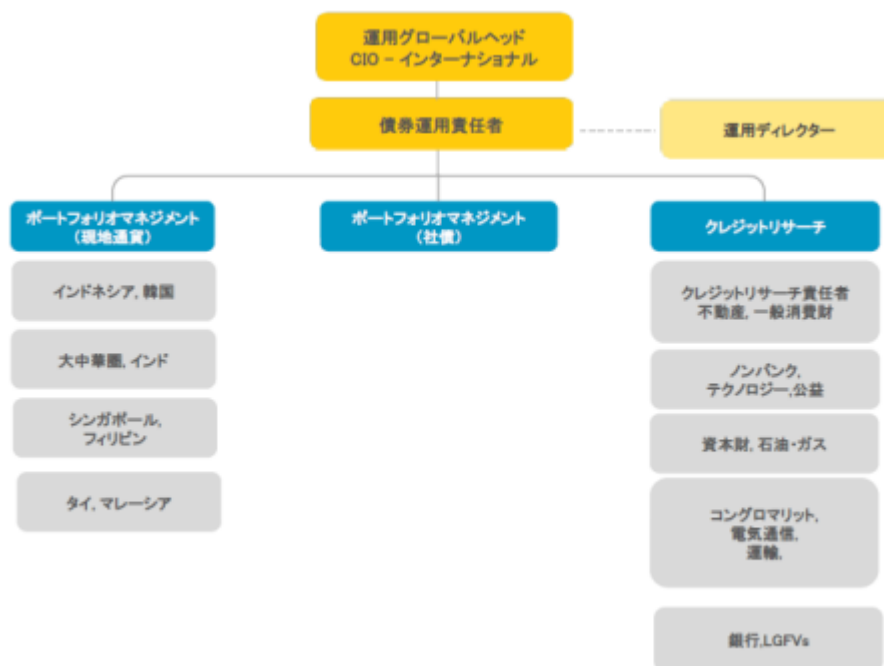 運用グローバルヘッド
CIO – インターナショナル
債券運用責任者
運用ディレクター
ポートフォリオマネジメント
（現地通貨）
ポートフォリオマネジメント
（社債）
クレジットリサーチ
インドネシア, 韓国
大中華圏, インド
シンガポール,
フィリピン
タイ, マレーシア
クレジットリサーチ責任者
不動産, 一般消費財
ノンバンク,
テクノロジー,公益
資本財, 石油・ガス
コングロマリット,
電気通信,
運輸,
銀行,LGFVs